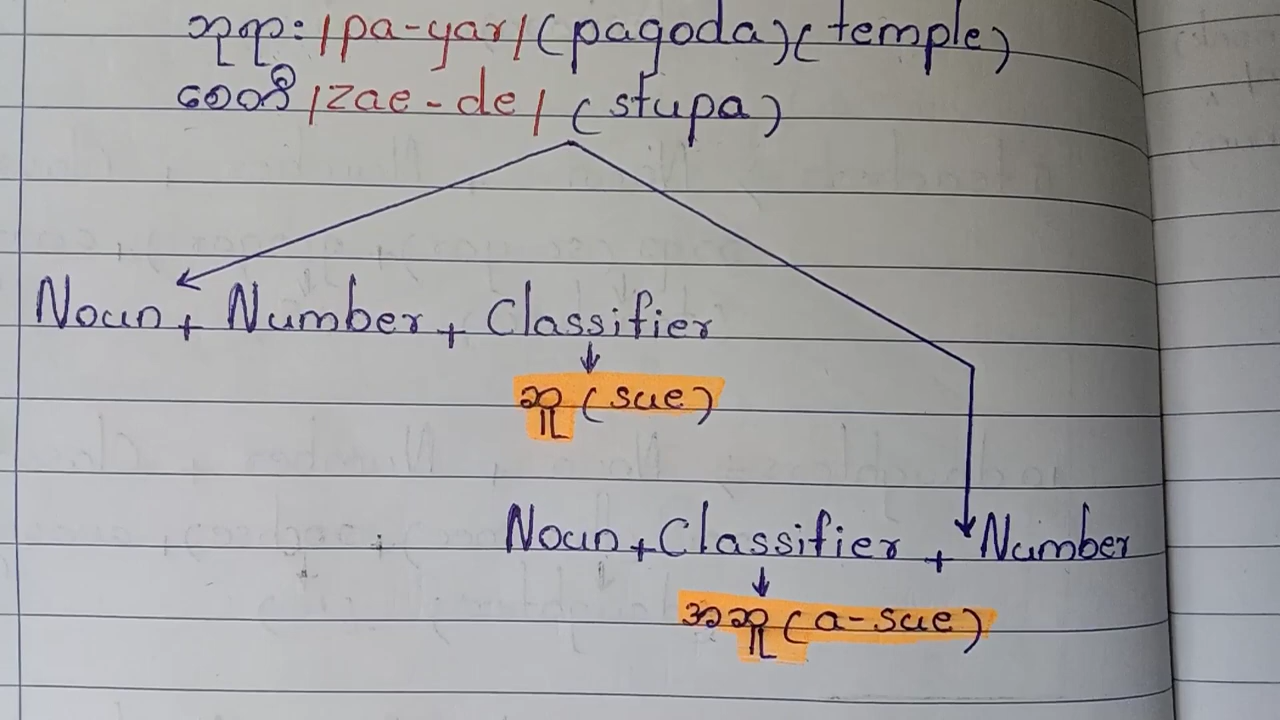 ဘုရား /pa-yar/ (pagoda) (temple)
စေတီ /zae-de/ (stupa)
Noun + Number + Classifier
ဆူ (sue)
Noun + Classifier + Number
အဆူ (a-sue)